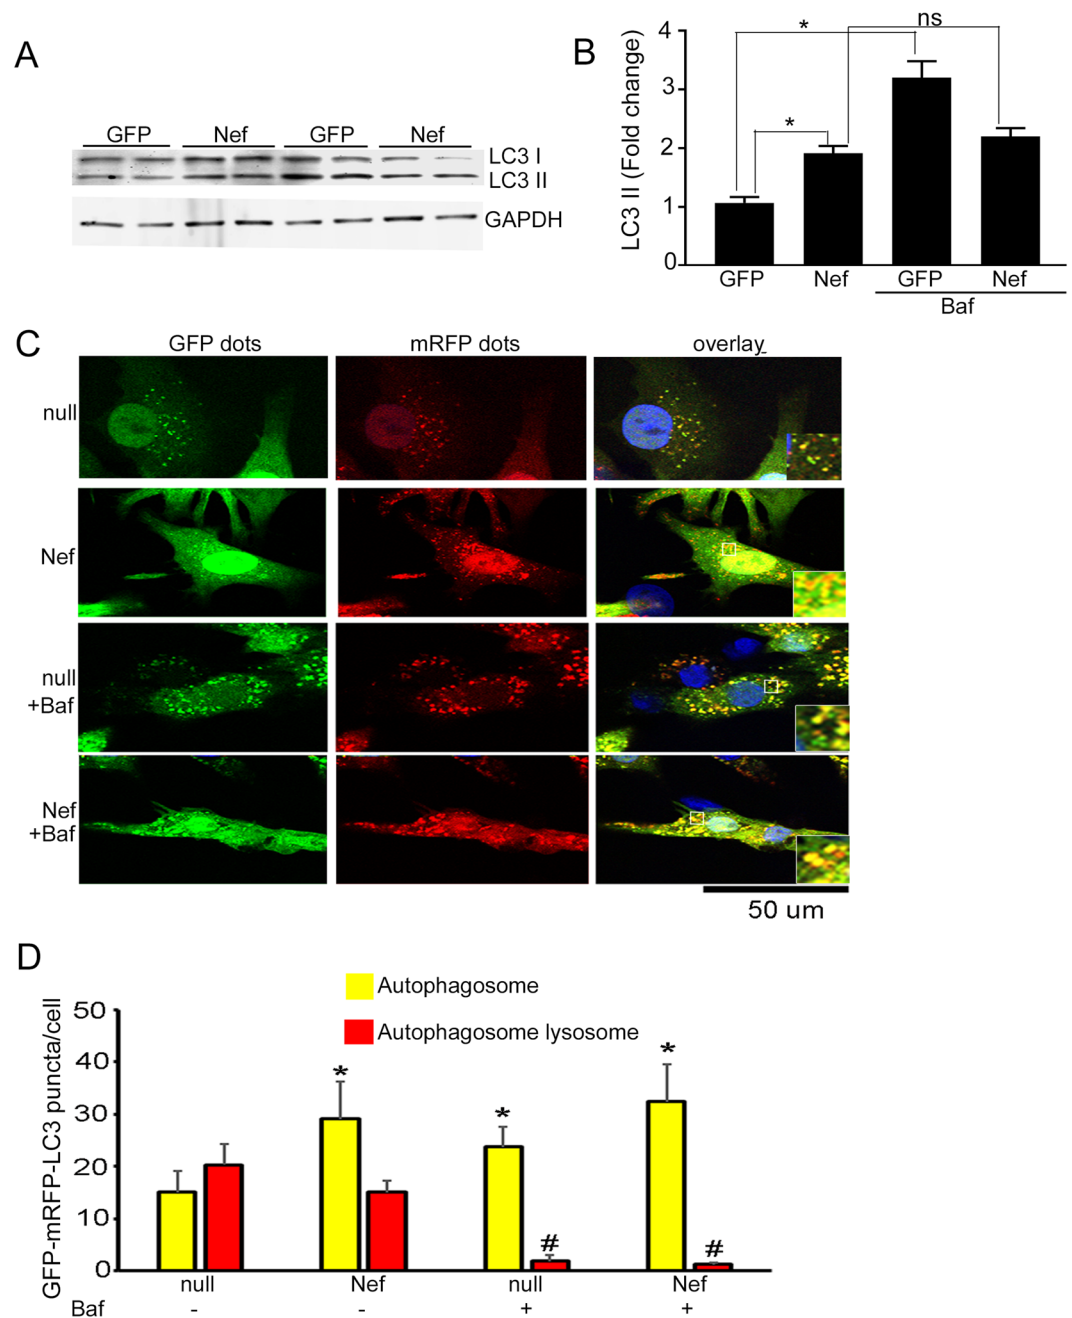 A
GFP Nef GFP Nef
LC3 I
LC3 II
GAPDH
B
LC3 II (Fold change)
4
3
2
1
0
* ns
*
GFP Nef GFP Nef
Baf
C
GFP dots mRFP dots overlay
null
Nef
null
+Baf
Nef
+Baf
50 um
D
Autophagosome
Autophagosome lysosome
GFP-mRFP-LC3 puncta/cell
50
40
30
20
10
0
* * *
# #
null Nef null Nef
Baf - - + +